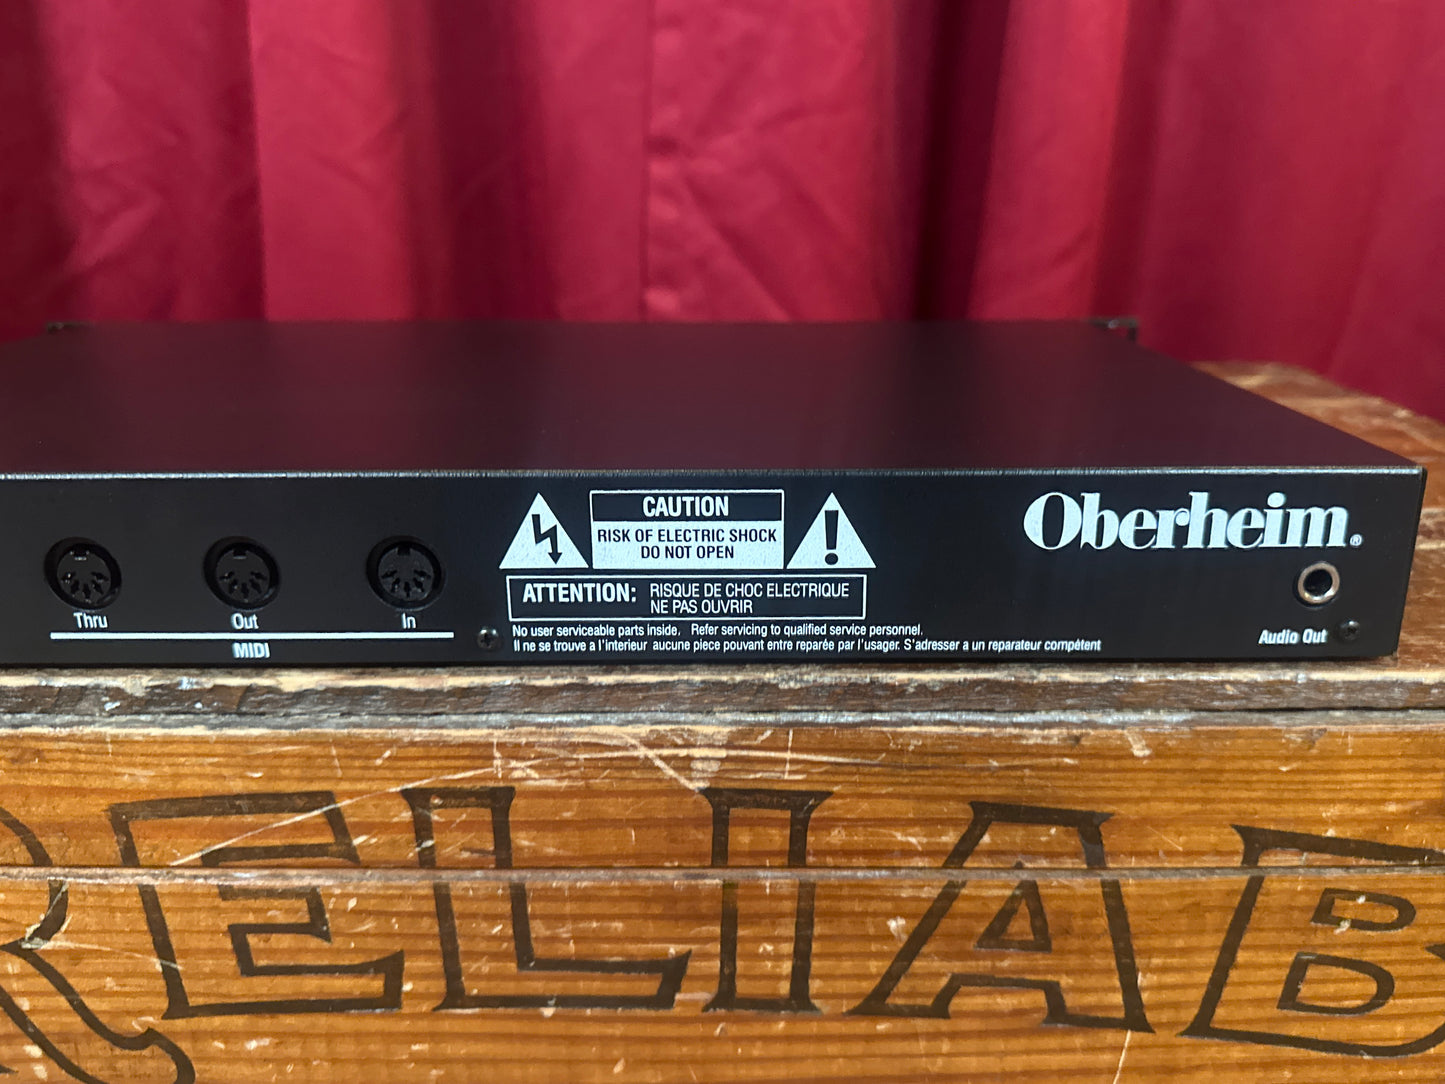 Oberheim®
CAUTION
RISK OF ELECTRIC SHOCK
DO NOT OPEN
ATTENTION: RISQUE DE CHOC ELECTRIQUE
NE PAS OUVRIR
No user serviceable parts inside. Refer servicing to qualified service personnel.
Il ne se trouve a l'interieur aucune piece pouvant entre reparée par l'usager. S'adresser a un reparateur compétent
Thru Out In
MIDI
Audio Out
RELIAB